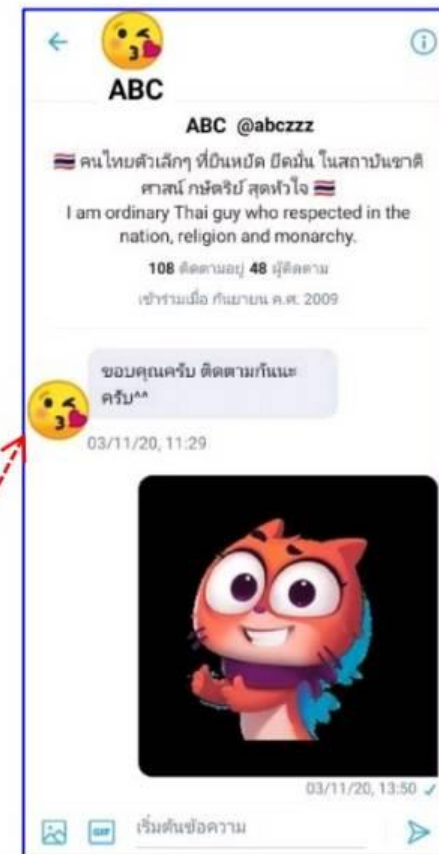 ABC
ABC @abczzz
🇹🇭 คนไทยตัวเล็กๆ ที่ยืนหยัด ยึดมั่น ในสถาบันชาติ
ศาสน์ กษัตริย์ สุดหัวใจ 🇹🇭
I am ordinary Thai guy who respected in the
nation, religion and monarchy.
108 ติดตามอยู่ 48 ผู้ติดตาม
เข้าร่วมเมื่อ กันยายน ค.ศ. 2009
ขอบคุณครับ ติดตามกันนะ
ครับ^^
03/11/20, 11:29
03/11/20, 13:50
GIF
เริ่มต้นข้อความ